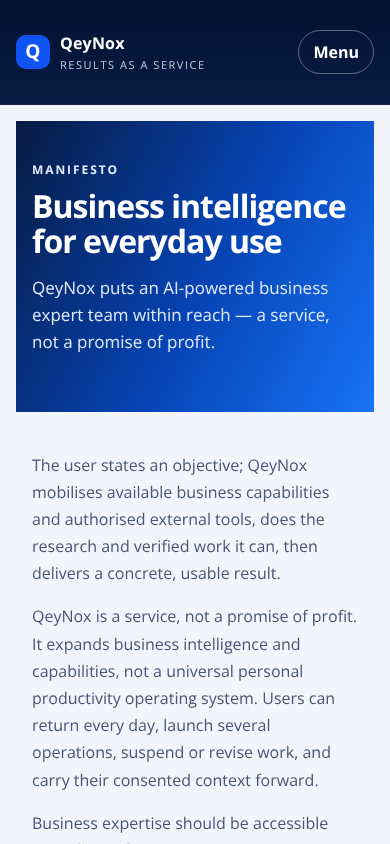 Q
QeyNox
RESULTS AS A SERVICE
Menu
MANIFESTO
Business intelligence
for everyday use
QeyNox puts an AI-powered business
expert team within reach — a service,
not a promise of profit.
The user states an objective; QeyNox
mobilises available business capabilities
and authorised external tools, does the
research and verified work it can, then
delivers a concrete, usable result.
QeyNox is a service, not a promise of profit.
It expands business intelligence and
capabilities, not a universal personal
productivity operating system. Users can
return every day, launch several
operations, suspend or revise work, and
carry their consented context forward.
Business expertise should be accessible